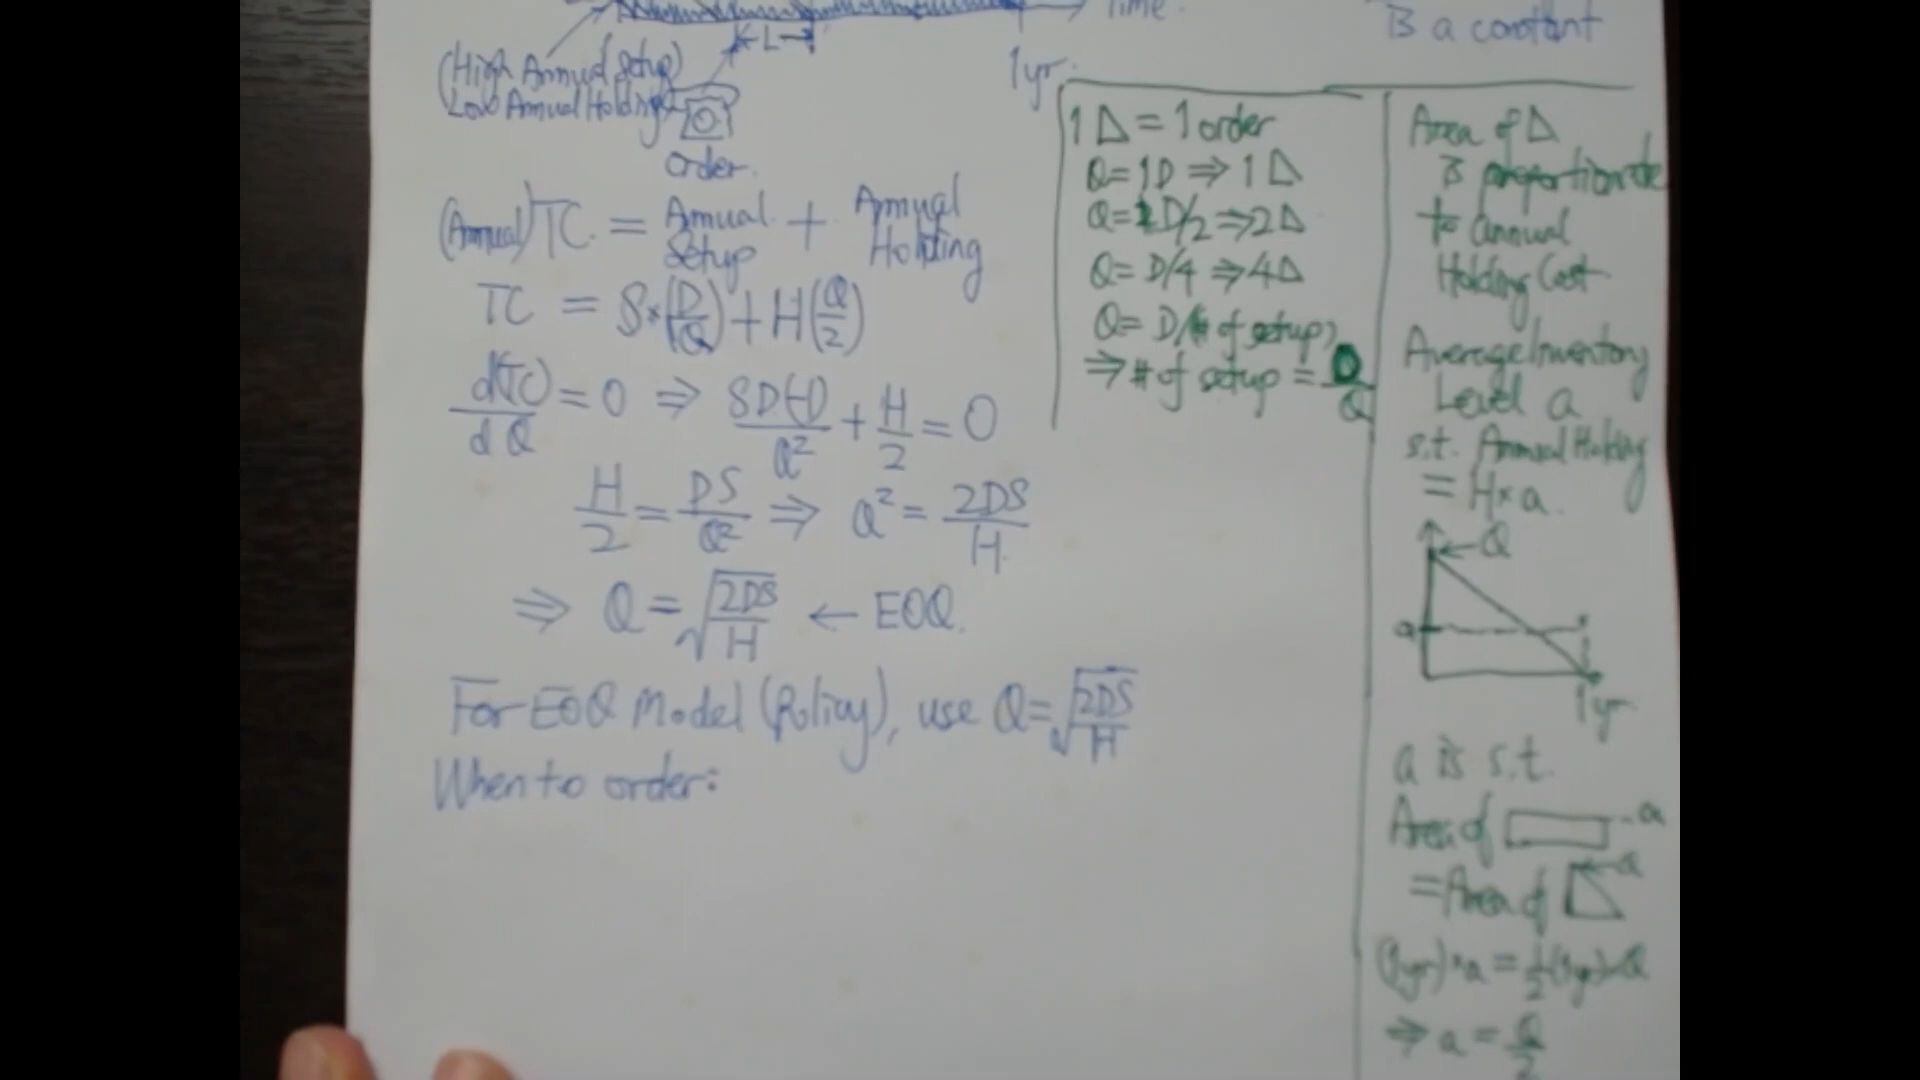 Time.
← L →
1yr.
(High Annual Setup)
Low Annual Holding
order.
(Annual) TC = Annual Setup + Annual Holding
TC = S × (D/Q) + H(Q/2)
d(TC)/dQ = 0 ⇒ SD(-1)/Q² + H/2 = 0
H/2 = DS/Q² ⇒ Q² = 2DS/H
⇒ Q = √(2DS/H) ← EOQ.
For EOQ Model (Policy), use Q = √(2DS/H)
When to order:
1 Δ = 1 order
Q = 1D ⇒ 1 Δ
Q = D/2 ⇒ 2 Δ
Q = D/4 ⇒ 4 Δ
Q = D/(# of setup)
⇒ # of setup = D/Q
is a constant
Area of Δ
is proportionate
to annual
Holding Cost
Average Inventory
Level a
s.t. Annual Holding
= H × a.
← Q
a
1yr
a is s.t.
Area of ▭ - a
= Area of ◺ ← Q
(1yr) × a = ½(1yr) × Q
⇒ a = Q/2